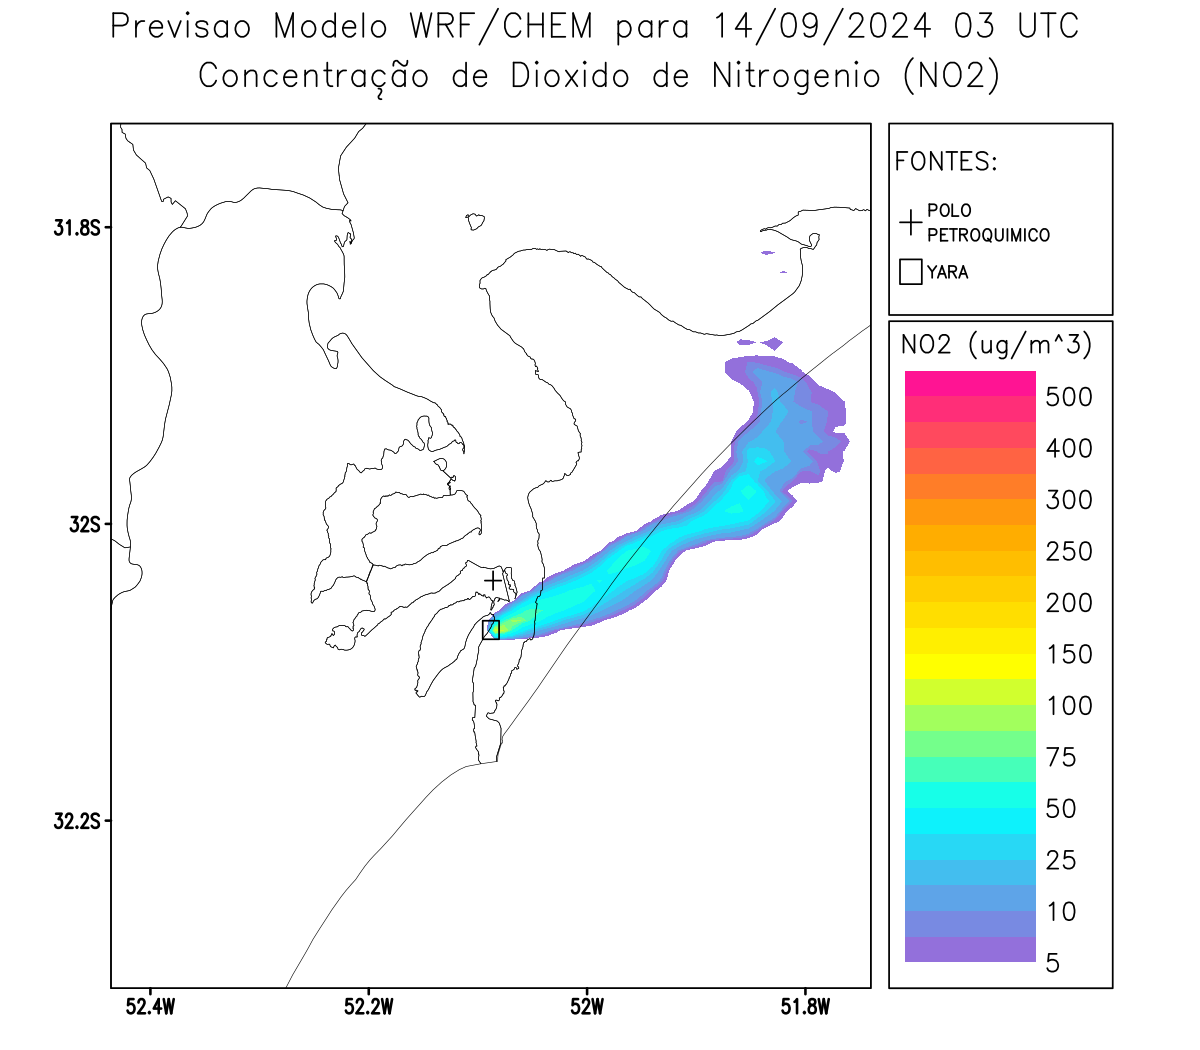 Previsao Modelo WRF/CHEM para 14/09/2024 03 UTC
Concentração de Dioxido de Nitrogenio (NO2)
FONTES:
POLO
PETROQUIMICO
YARA
NO2 (ug/m^3)
500
400
300
250
200
150
100
75
50
25
10
5
31.8S
32S
32.2S
52.4W
52.2W
52W
51.8W